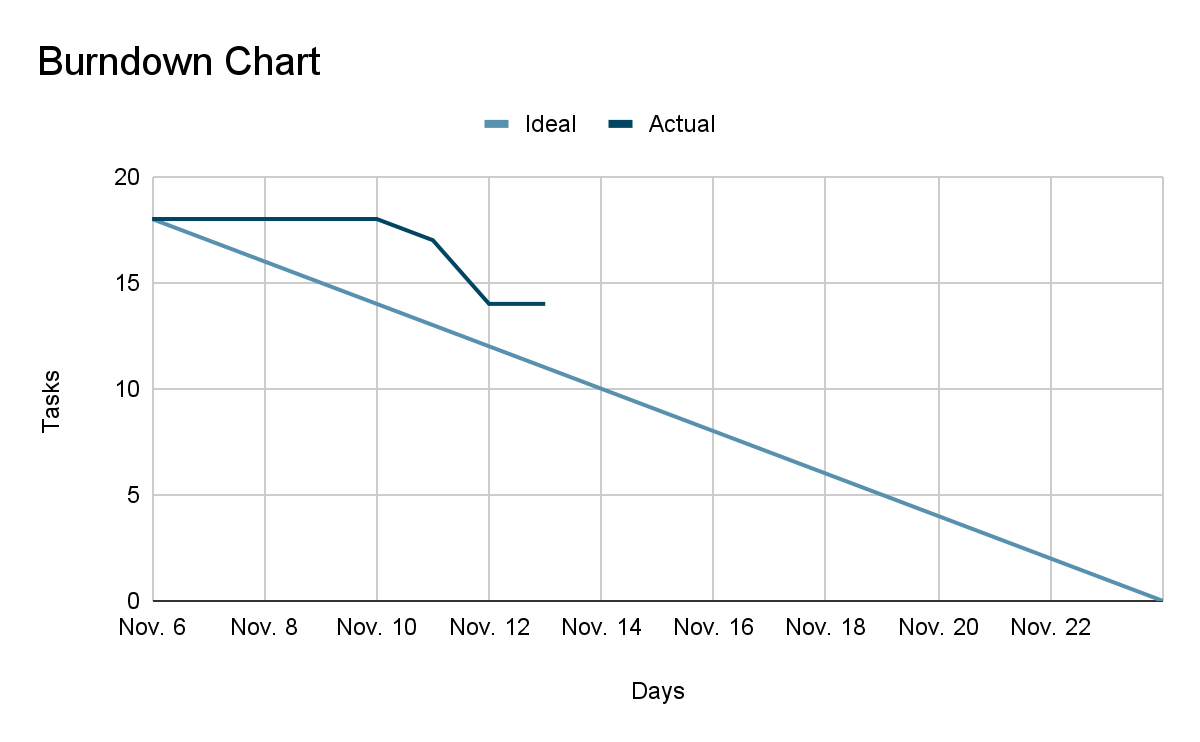 Burndown Chart
Ideal Actual
20
15
10
5
0
Tasks
Nov. 6 Nov. 8 Nov. 10 Nov. 12 Nov. 14 Nov. 16 Nov. 18 Nov. 20 Nov. 22
Days